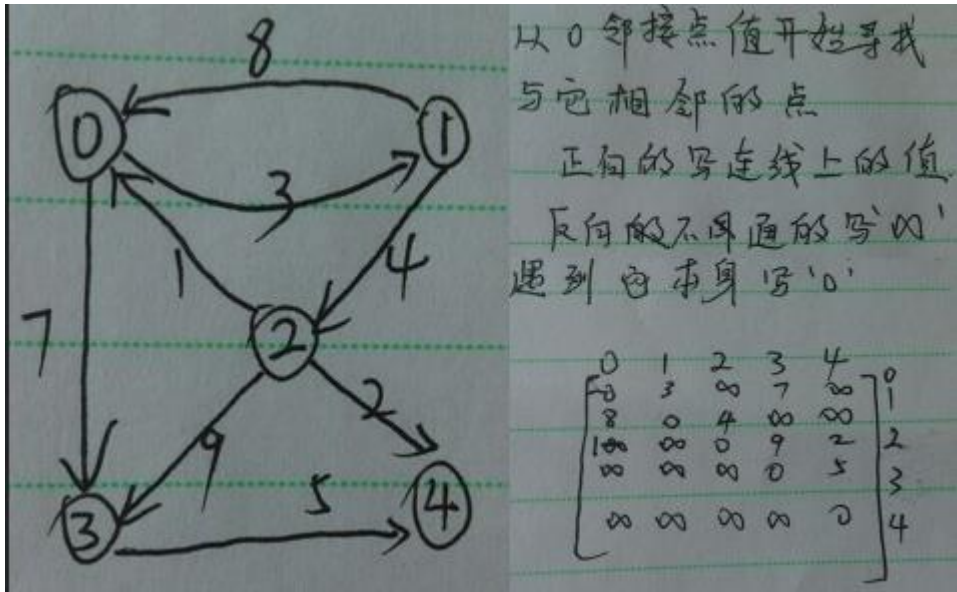 8
0
1
3
1
4
7
2
2
9
5
3
4
从0邻接点值开始寻找
与它相邻的点
正向的写连线上的值
反向的不通的写'∞'
遇到它本身写'0'
0 1 2 3 4
0 3 ∞ 7 ∞ 0
8 0 4 ∞ ∞ 1
1 ∞ 0 9 2 2
∞ ∞ ∞ 0 5 3
∞ ∞ ∞ ∞ 0 4